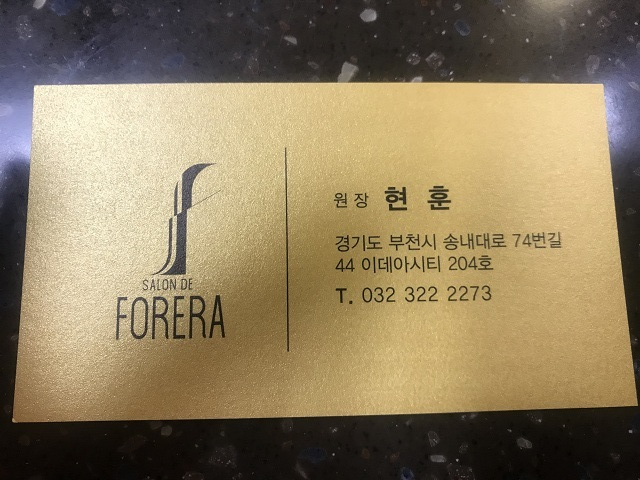 SALON DE
FORERA
원장 현 훈
경기도 부천시 송내대로 74번길
44 이데아시티 204호
T. 032 322 2273